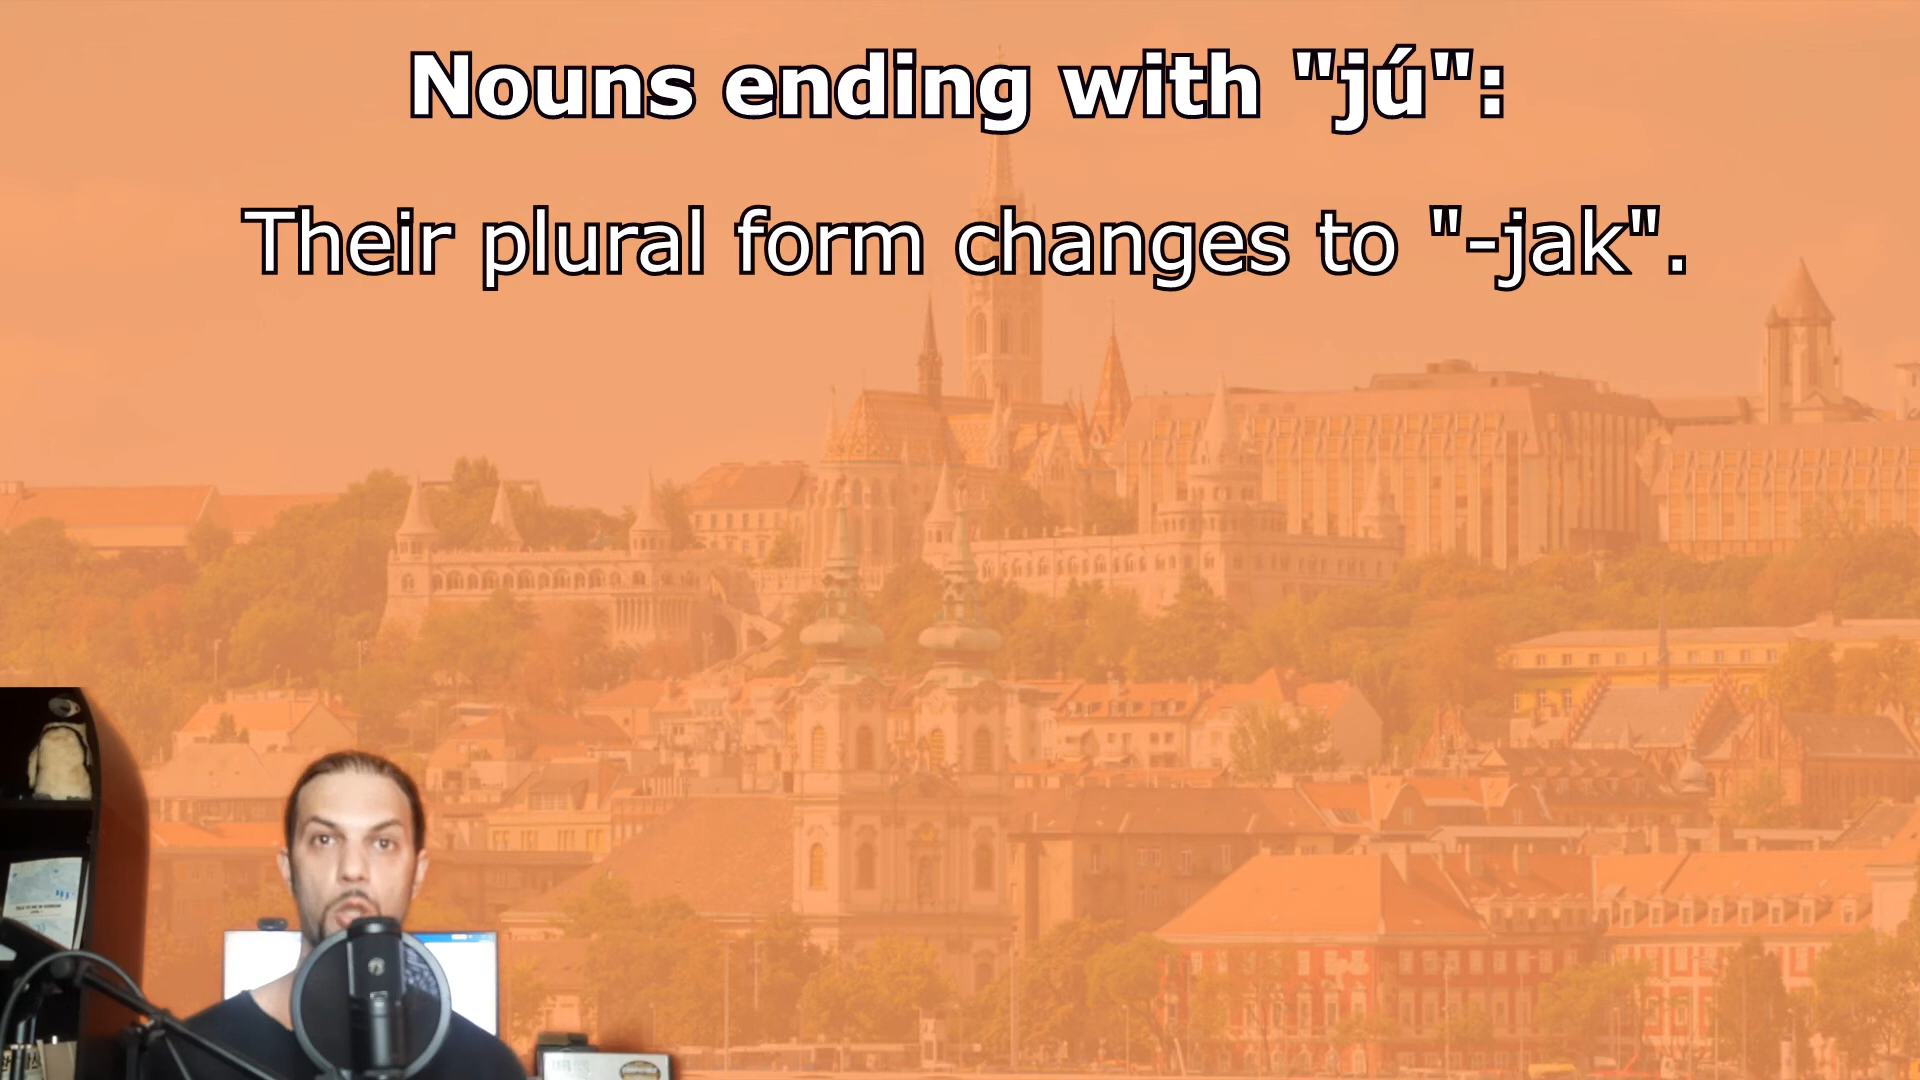 Nouns ending with "jú":
Their plural form changes to "-jak".